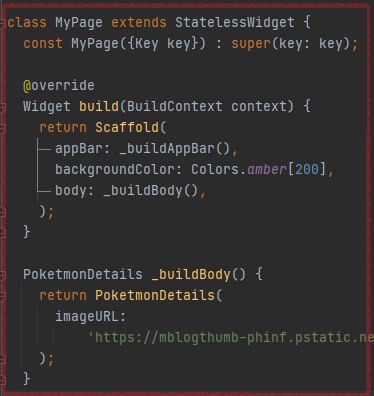 class MyPage extends StatelessWidget {
  const MyPage({Key key}) : super(key: key);

  @override
  Widget build(BuildContext context) {
    return Scaffold(
      appBar: _buildAppBar(),
      backgroundColor: Colors.amber[200],
      body: _buildBody(),
    );
  }

  PoketmonDetails _buildBody() {
    return PoketmonDetails(
      imageURL:
          'https://mblogthumb-phinf.pstatic.ne
    );
  }